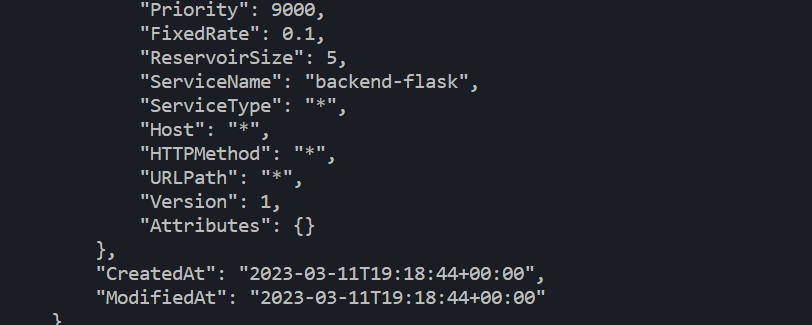 "Priority": 9000,
"FixedRate": 0.1,
"ReservoirSize": 5,
"ServiceName": "backend-flask",
"ServiceType": "*",
"Host": "*",
"HTTPMethod": "*",
"URLPath": "*",
"Version": 1,
"Attributes": {}
},
"CreatedAt": "2023-03-11T19:18:44+00:00",
"ModifiedAt": "2023-03-11T19:18:44+00:00"
}